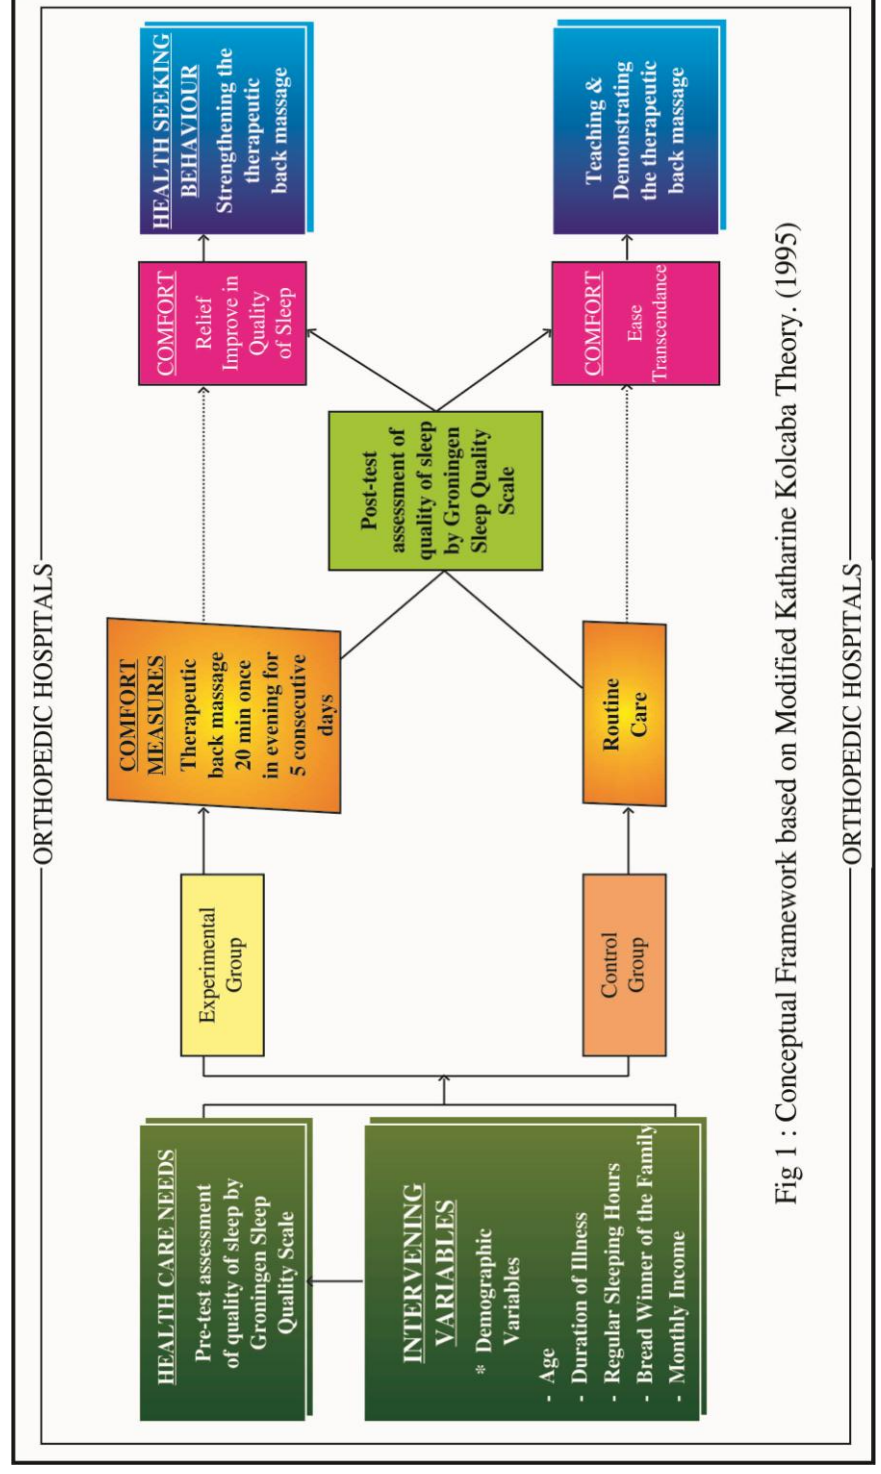 ORTHOPEDIC HOSPITALS
HEALTH CARE NEEDS
Pre-test assessment
of quality of sleep by
Groningen Sleep
Quality Scale
INTERVENING
VARIABLES
* Demographic
Variables
- Age
- Duration of Illness
- Regular Sleeping Hours
- Bread Winner of the Family
- Monthly Income
Experimental
Group
Control
Group
COMFORT
MEASURES
Therapeutic
back massage
20 min once
in evening for
5 consecutive
days
Routine
Care
Post-test
assessment of
quality of sleep
by Groningen
Sleep Quality
Scale
COMFORT
Relief
Improve in
Quality
of Sleep
COMFORT
Ease
Transcendance
HEALTH SEEKING
BEHAVIOUR
Strengthening the
therapeutic
back massage
Teaching &
Demonstrating
the therapeutic
back massage
Fig 1 : Conceptual Framework based on Modified Katharine Kolcaba Theory. (1995)
ORTHOPEDIC HOSPITALS